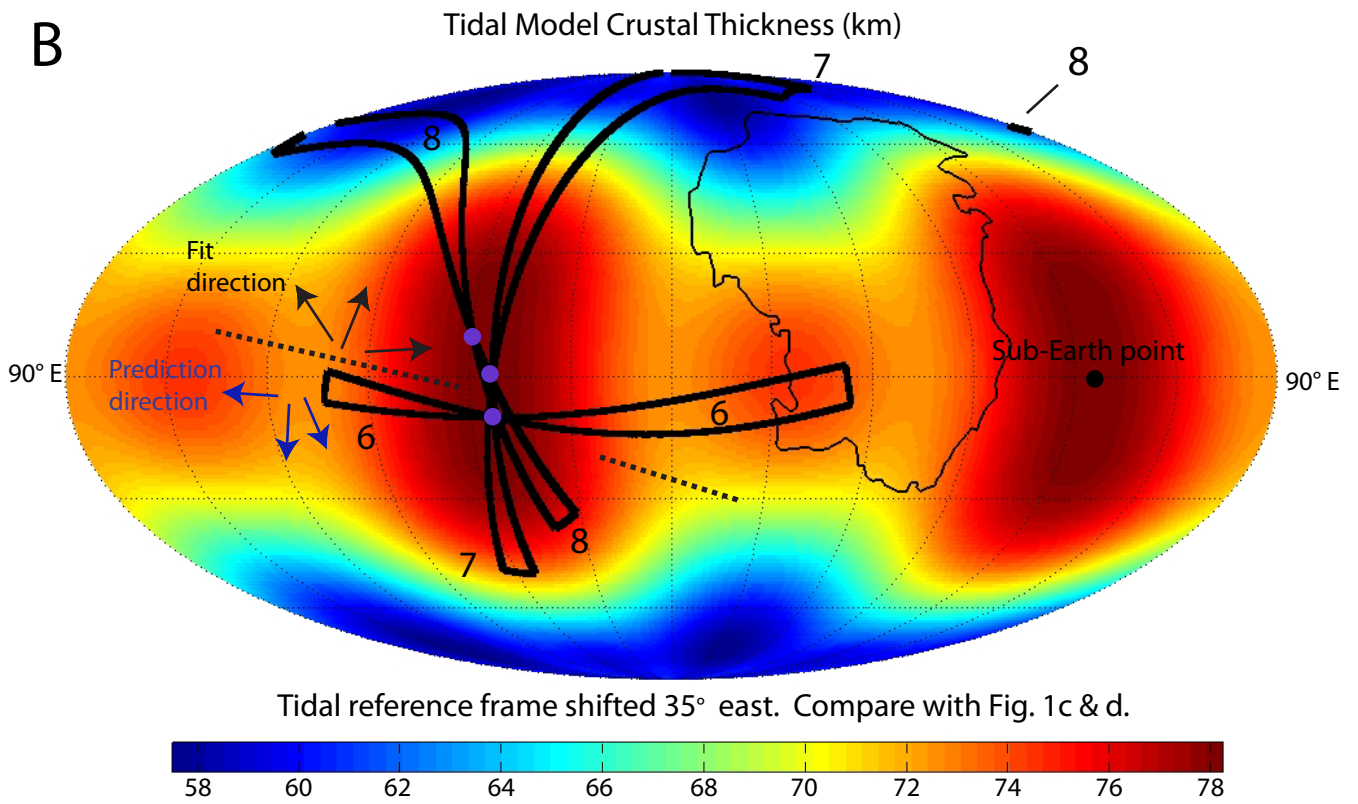 B
Tidal Model Crustal Thickness (km)
8
7
8
Fit
direction
Sub-Earth point
90° E
Prediction
direction
90° E
6
6
8
7
Tidal reference frame shifted 35° east. Compare with Fig. 1c & d.
58 60 62 64 66 68 70 72 74 76 78